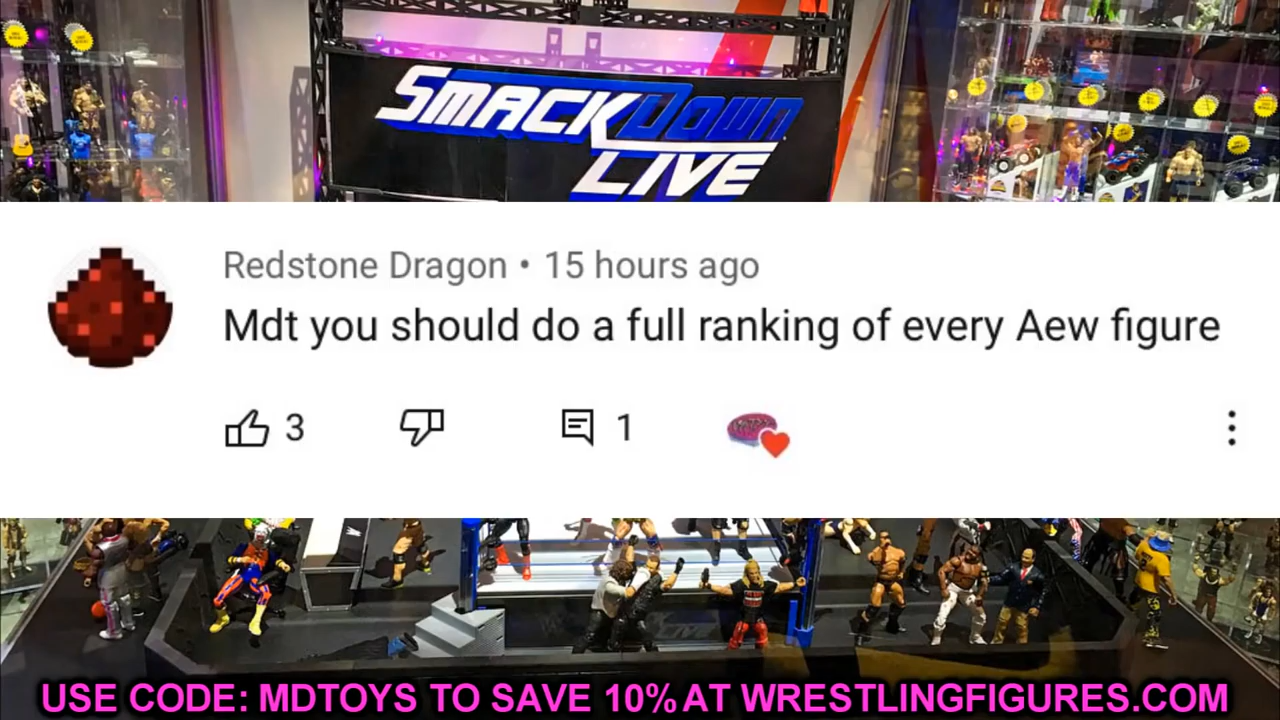 SMACKDOWN
LIVE
Redstone Dragon • 15 hours ago
Mdt you should do a full ranking of every Aew figure
3
1
USE CODE: MDTOYS TO SAVE 10% AT WRESTLINGFIGURES.COM